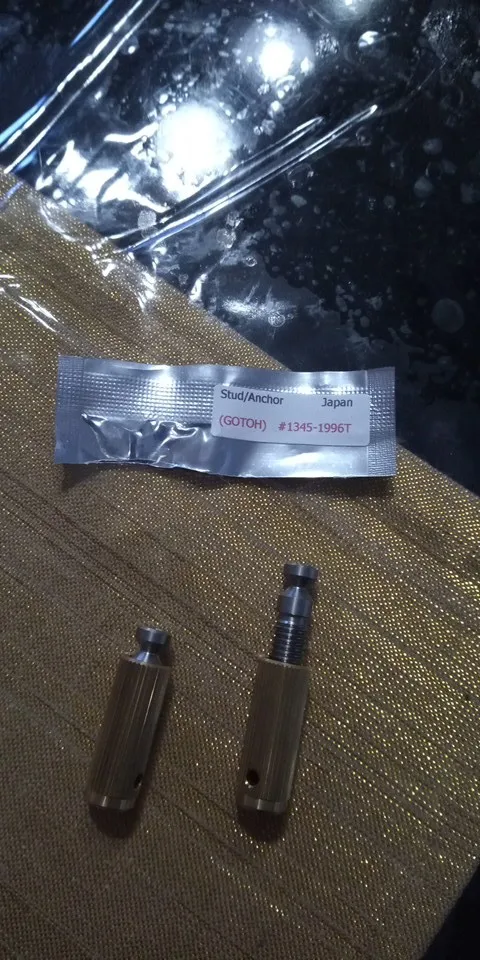 Stud/Anchor Japan
(GOTOH) #1345-1996T